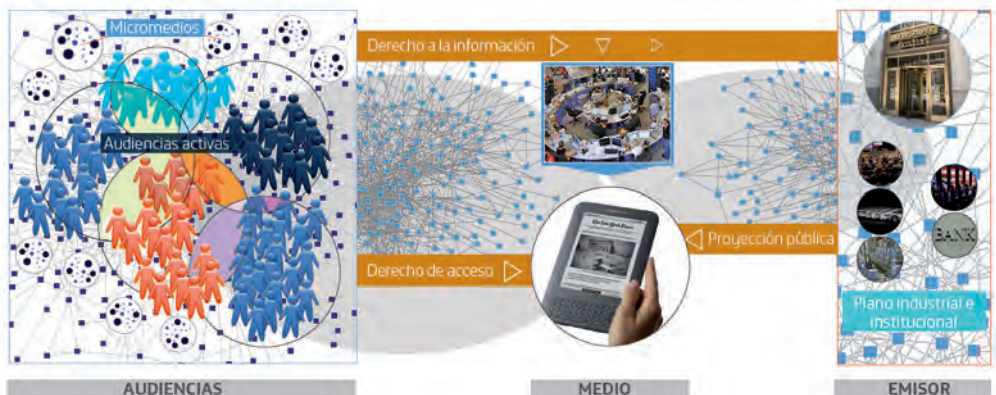 Micromedios
Audiencias activas
Derecho a la información
Derecho de acceso
Proyección pública
BANK
Plano industrial e
institucional
AUDIENCIAS
MEDIO
EMISOR